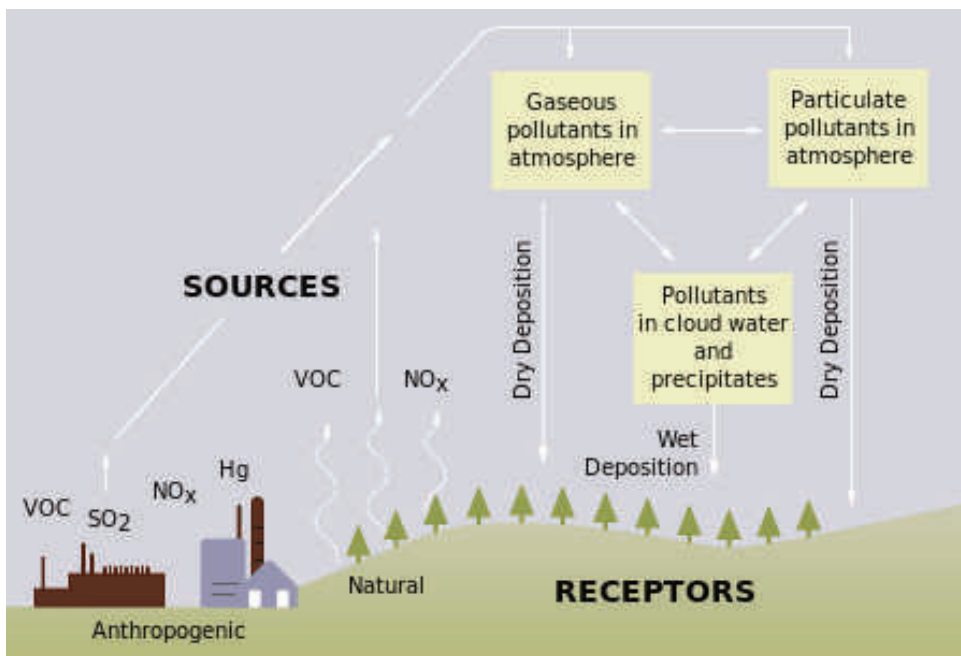 Gaseous
pollutants in
atmosphere
Particulate
pollutants in
atmosphere
SOURCES
Dry Deposition
Pollutants
in cloud water
and
precipitates
Dry Deposition
VOC
NOx
Wet
Deposition
Hg
NOx
VOC
SO2
Natural
RECEPTORS
Anthropogenic